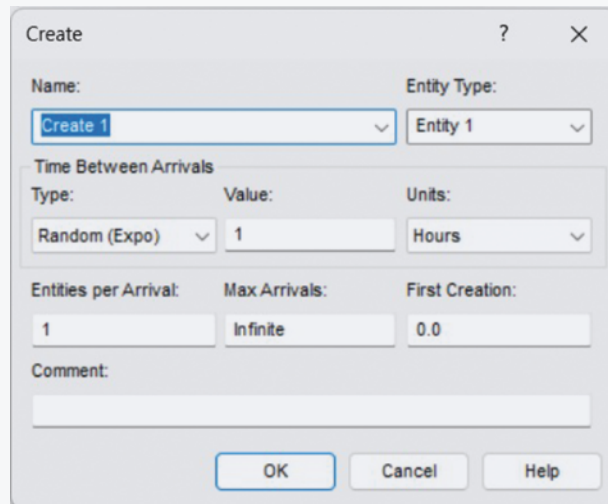 Create ?
Name: Entity Type:
Create 1 Entity 1
Time Between Arrivals
Type: Value: Units:
Random (Expo) 1 Hours
Entities per Arrival: Max Arrivals: First Creation:
1 Infinite 0.0
Comment:
OK Cancel Help